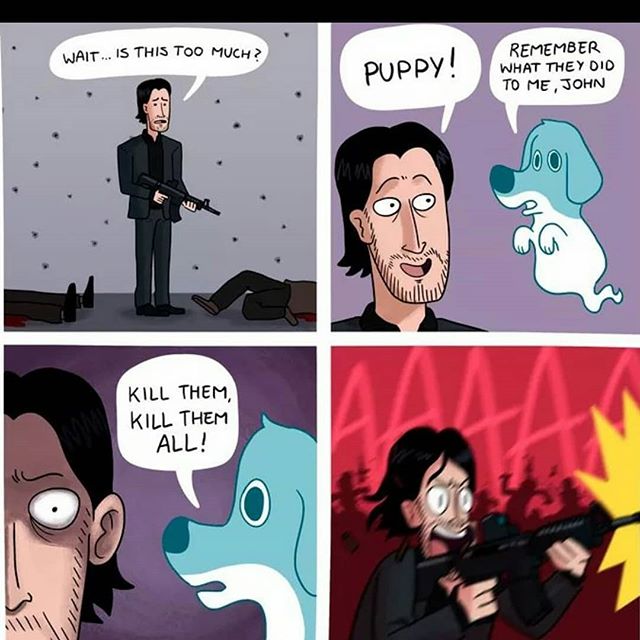 WAIT... IS THIS TOO MUCH?
PUPPY!
REMEMBER
WHAT THEY DID
TO ME, JOHN
KILL THEM,
KILL THEM
ALL!
AAAAA